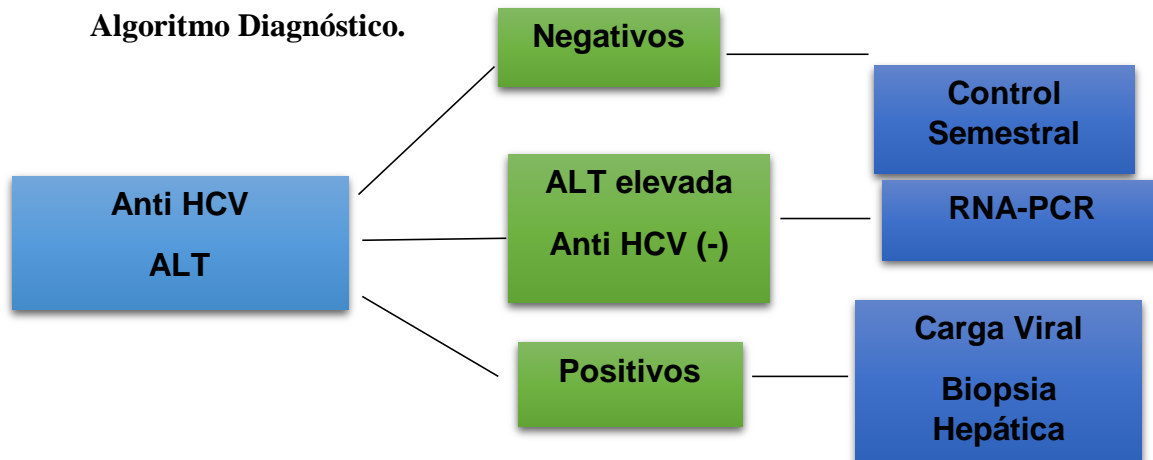 Algoritmo Diagnóstico.
Anti HCV
ALT
Negativos
Control
Semestral
ALT elevada
Anti HCV (-)
RNA-PCR
Positivos
Carga Viral
Biopsia
Hepática